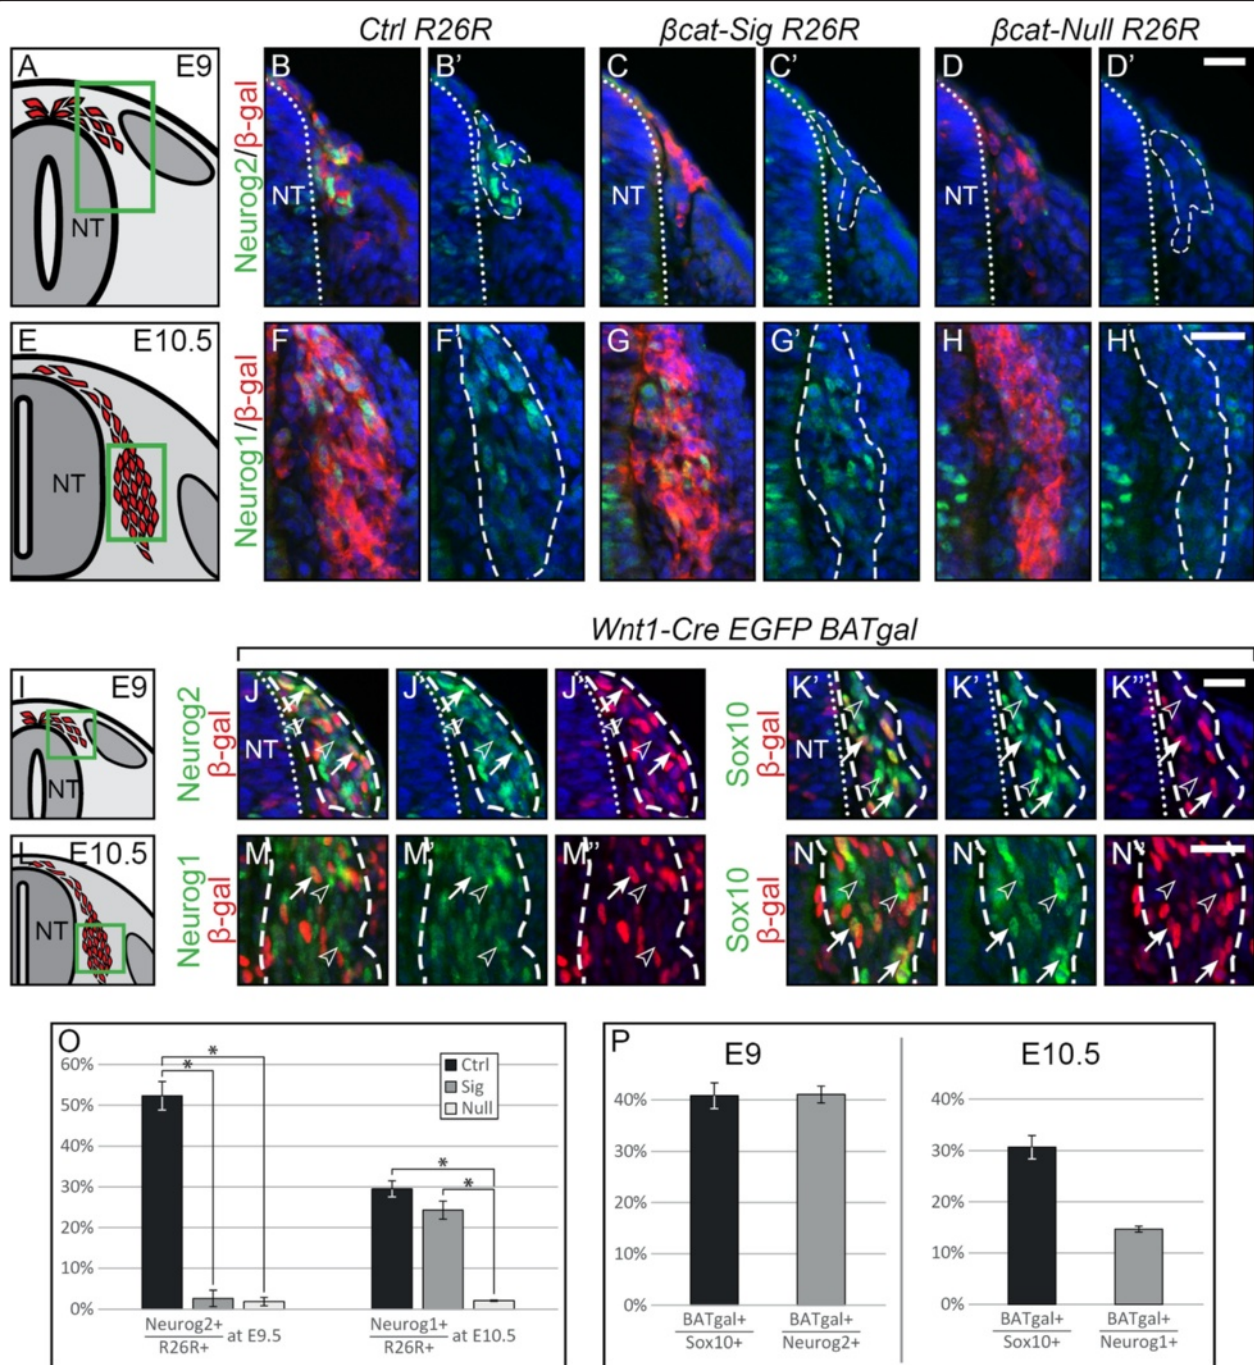 Ctrl R26R βcat-Sig R26R βcat-Null R26R
A E9
Neurog2/β-gal
B NT
B'
C NT
C'
D NT
D'
NT
E E10.5
NT
Neurog1/β-gal
F
F'
G
G'
H
H'
Wnt1-Cre EGFP BATgal
I E9
NT
Neurog2
β-gal
J NT
J'
J''
Sox10
β-gal
K' NT
K'
K''
L E10.5
NT
Neurog1
β-gal
M
M'
M''
Sox10
β-gal
N
N'
N''
O
60%
50%
40%
30%
20%
10%
0%
* *
* *
Ctrl
Sig
Null
Neurog2+
R26R+
at E9.5
Neurog1+
R26R+
at E10.5
P
E9
40%
30%
20%
10%
0%
BATgal+
Sox10+
BATgal+
Neurog2+
E10.5
40%
30%
20%
10%
0%
BATgal+
Sox10+
BATgal+
Neurog1+